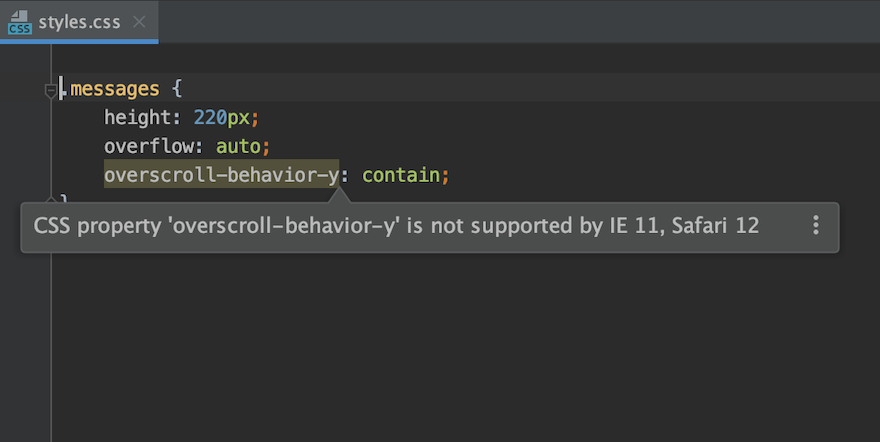 CSS styles.css
.messages {
height: 220px;
overflow: auto;
overscroll-behavior-y: contain;
}
CSS property 'overscroll-behavior-y' is not supported by IE 11, Safari 12